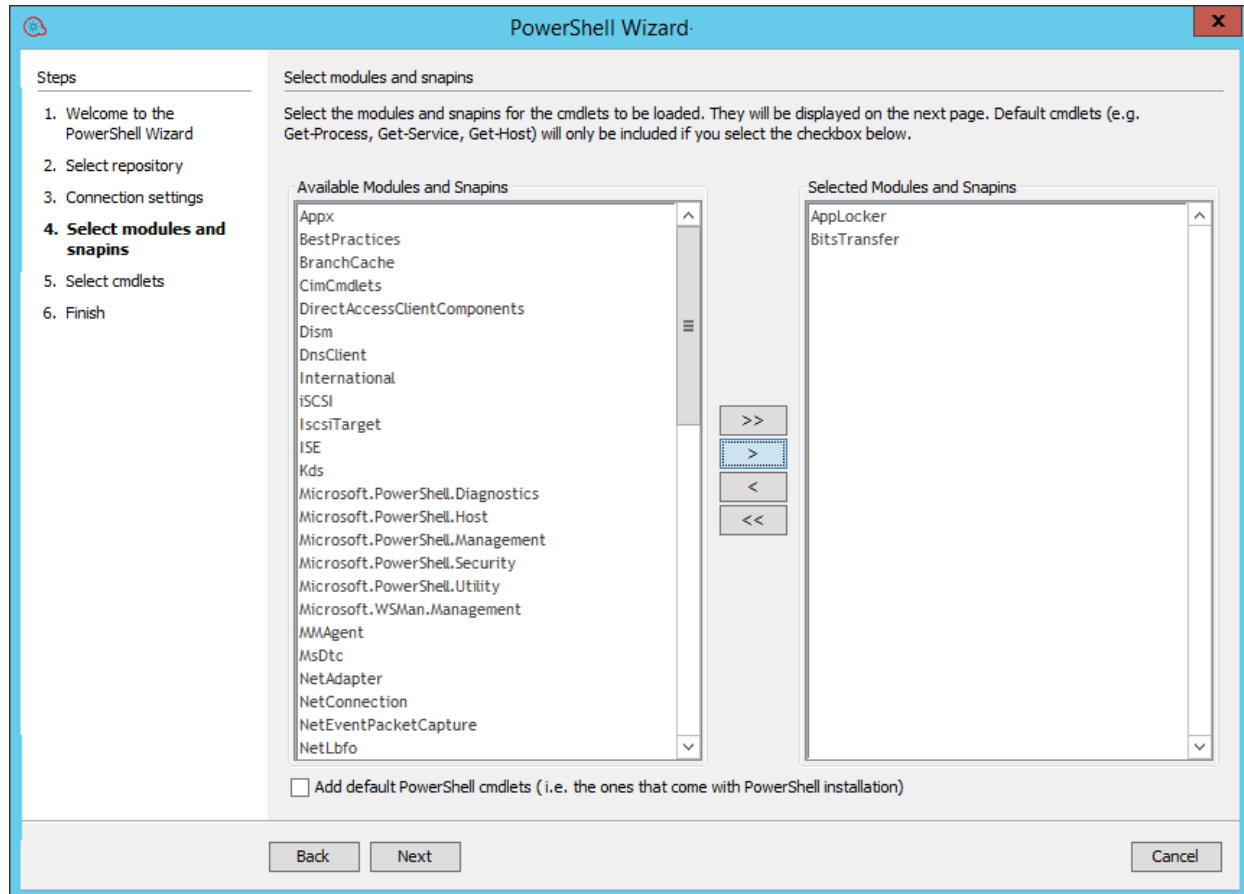 PowerShell Wizard
x
Steps
1. Welcome to the
PowerShell Wizard
2. Select repository
3. Connection settings
4. Select modules and
snapins
5. Select cmdlets
6. Finish
Select modules and snapins
Select the modules and snapins for the cmdlets to be loaded. They will be displayed on the next page. Default cmdlets (e.g.
Get-Process, Get-Service, Get-Host) will only be included if you select the checkbox below.
Available Modules and Snapins
Appx
BestPractices
BranchCache
CimCmdlets
DirectAccessClientComponents
Dism
DnsClient
International
iSCSI
IscsiTarget
ISE
Kds
Microsoft.PowerShell.Diagnostics
Microsoft.PowerShell.Host
Microsoft.PowerShell.Management
Microsoft.PowerShell.Security
Microsoft.PowerShell.Utility
Microsoft.WSMan.Management
MMAgent
MsDtc
NetAdapter
NetConnection
NetEventPacketCapture
NetLbfo
>>
>
<
<<
Selected Modules and Snapins
AppLocker
BitsTransfer
Add default PowerShell cmdlets ( i.e. the ones that come with PowerShell installation)
Back
Next
Cancel